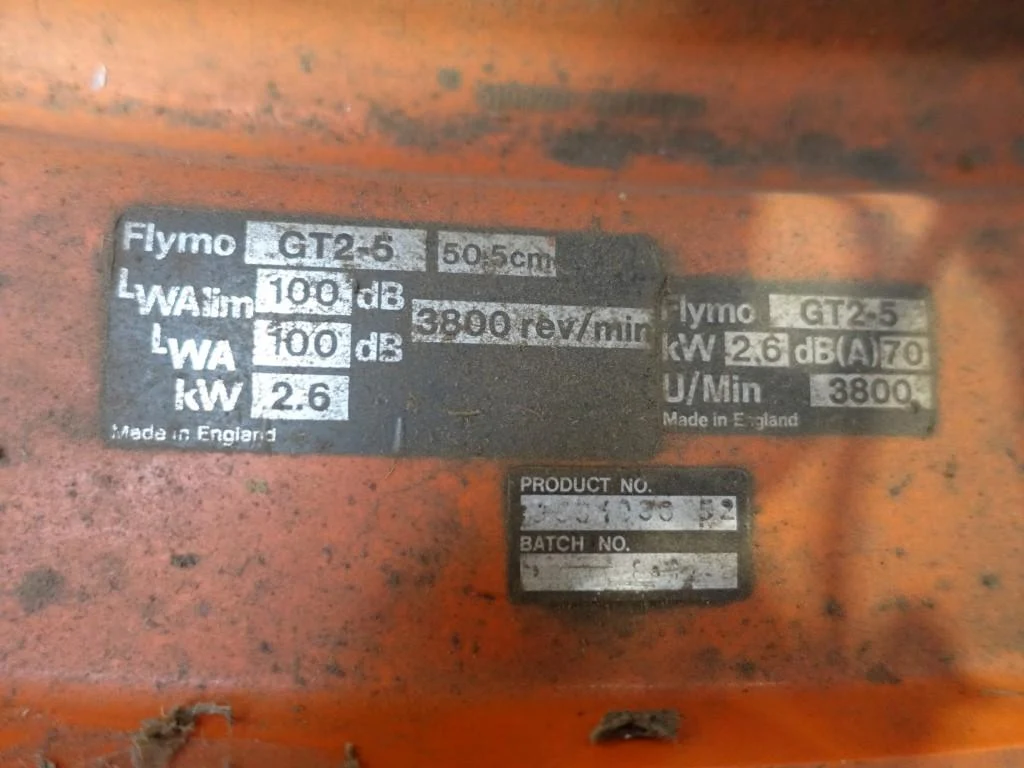 Flymo GT2-5 50.5cm
LWAlim 100 dB
3800 rev/min
LWA 100 dB
kW 2.6
Made in England
Flymo GT2-5
kW 2.6 dB(A) 70
U/Min 3800
Made in England
PRODUCT NO.
BATCH NO.